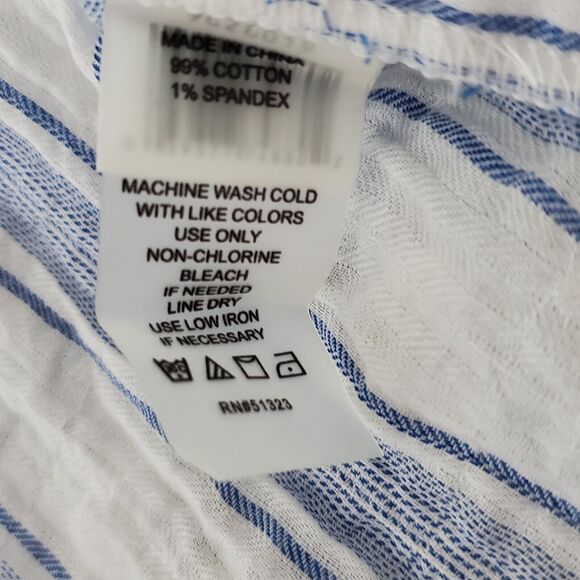 MADE IN CHINA
99% COTTON
1% SPANDEX
MACHINE WASH COLD
WITH LIKE COLORS
USE ONLY
NON-CHLORINE
BLEACH
IF NEEDED
LINE DRY
USE LOW IRON
IF NECESSARY
RN#51323